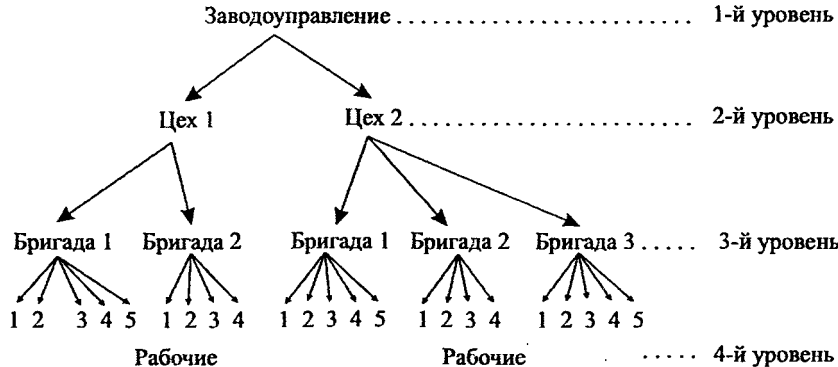 Заводоуправление ............................ 1-й уровень
Цех 1 Цех 2 ............................ 2-й уровень
Бригада 1 Бригада 2 Бригада 1 Бригада 2 Бригада 3 ..... 3-й уровень
1 2 3 4 5 1 2 3 4 1 2 3 4 5 1 2 3 4 1 2 3 4 5
Рабочие Рабочие ..... 4-й уровень